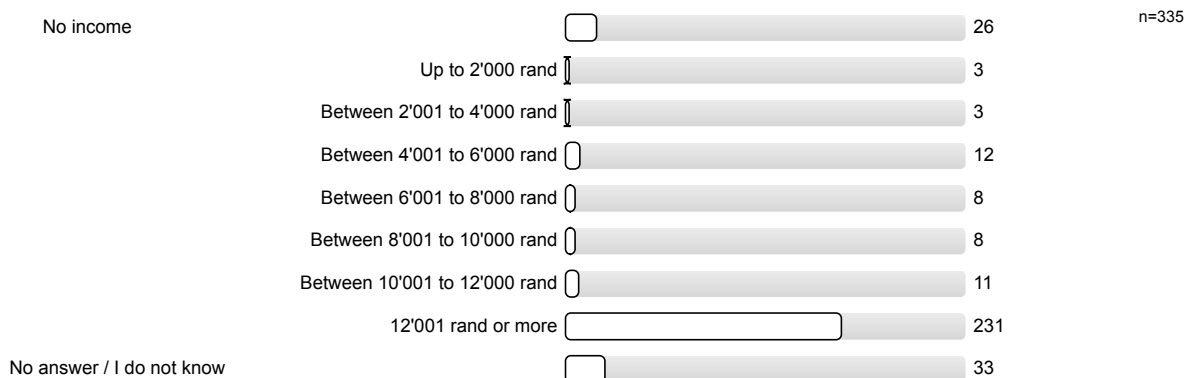 No income 26 n=335
Up to 2'000 rand 3
Between 2'001 to 4'000 rand 3
Between 4'001 to 6'000 rand 12
Between 6'001 to 8'000 rand 8
Between 8'001 to 10'000 rand 8
Between 10'001 to 12'000 rand 11
12'001 rand or more 231
No answer / I do not know 33